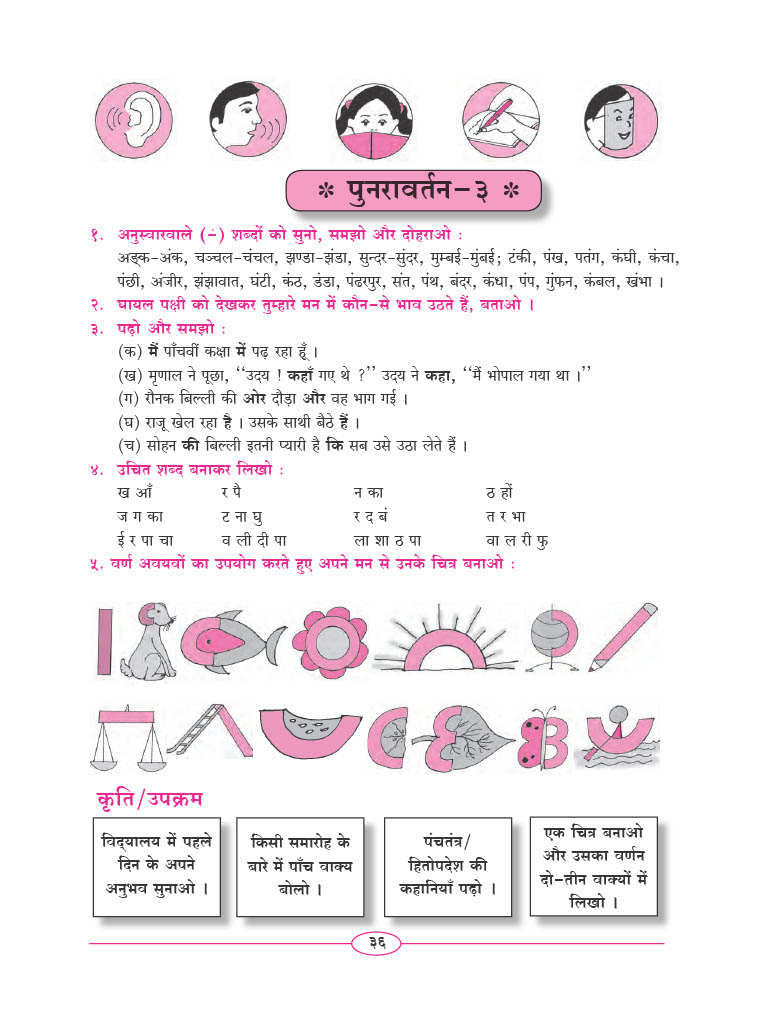 * पुनरावर्तन-३ *
१. अनुस्वारवाले (-ं) शब्दों को सुनो, समझो और दोहराओ :
अङ्क-अंक, चञ्चल-चंचल, झण्डा-झंडा, सुन्दर-सुंदर, मुम्बई-मुंबई; टंकी, पंख, पतंग, कंघी, कंचा,
पंछी, अंजीर, झंझावात, घंटी, कंठ, डंडा, पंढरपुर, संत, पंथ, बंदर, कंधा, पंप, गुंफन, कंबल, खंभा ।
२. घायल पक्षी को देखकर तुम्हारे मन में कौन-से भाव उठते हैं, बताओ ।
३. पढ़ो और समझो :
(क) मैं पाँचवीं कक्षा में पढ़ रहा हूँ ।
(ख) मृणाल ने पूछा, ‘‘उदय ! कहाँ गए थे ?’’ उदय ने कहा, ‘‘मैं भोपाल गया था ।’’
(ग) रौनक बिल्ली की ओर दौड़ा और वह भाग गई ।
(घ) राजू खेल रहा है । उसके साथी बैठे हैं ।
(च) सोहन की बिल्ली इतनी प्यारी है कि सब उसे उठा लेते हैं ।
४. उचित शब्द बनाकर लिखो :
ख आँ र पै न का ठ हों
ज ग का ट ना घु र द बं त र भा
ई र पा चा व ली दी पा ला शा ठ पा वा ल री फु
५. वर्ण अवयवों का उपयोग करते हुए अपने मन से उनके चित्र बनाओ :
कृति/उपक्रम
विद्यालय में पहले
दिन के अपने
अनुभव सुनाओ ।
किसी समारोह के
बारे में पाँच वाक्य
बोलो ।
पंचतंत्र/
हितोपदेश की
कहानियाँ पढ़ो ।
एक चित्र बनाओ
और उसका वर्णन
दो-तीन वाक्यों में
लिखो ।
३६